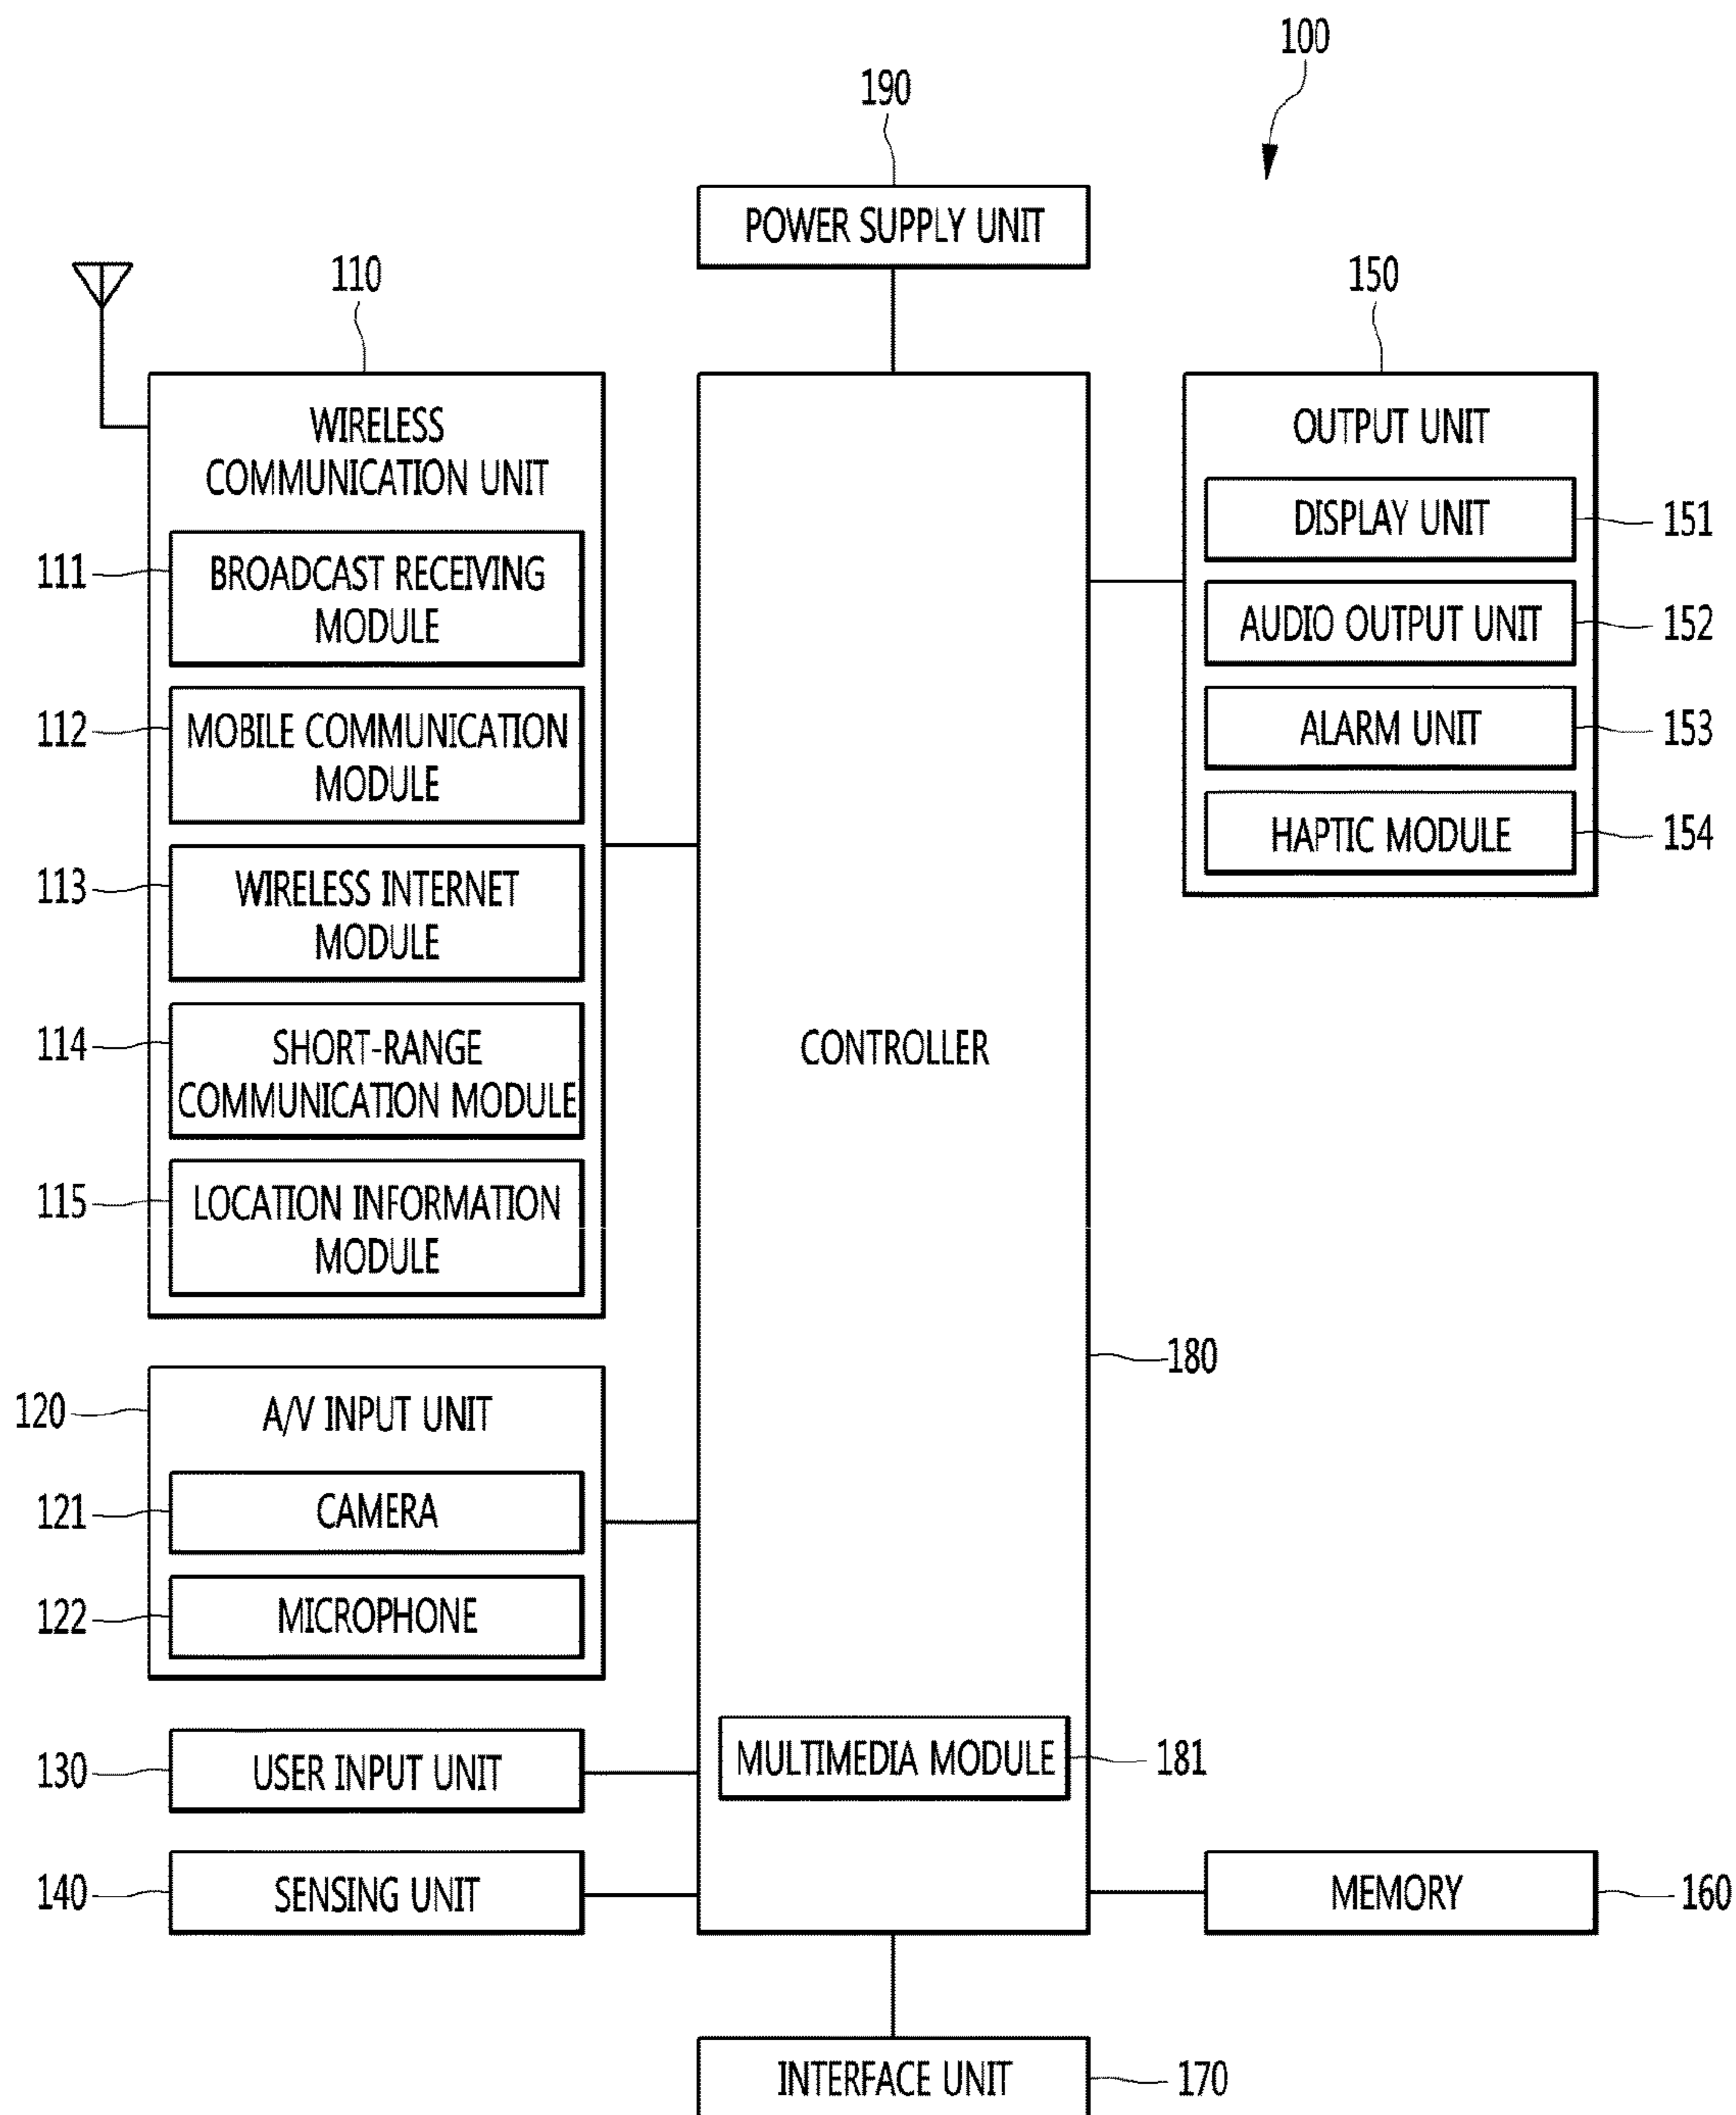 100
190
POWER SUPPLY UNIT
110
WIRELESS
COMMUNICATION UNIT
111
BROADCAST RECEIVING
MODULE
112
MOBILE COMMUNICATION
MODULE
113
WIRELESS INTERNET
MODULE
114
SHORT-RANGE
COMMUNICATION MODULE
115
LOCATION INFORMATION
MODULE
120
A/V INPUT UNIT
121
CAMERA
122
MICROPHONE
130
USER INPUT UNIT
140
SENSING UNIT
CONTROLLER
180
MULTIMEDIA MODULE
181
150
OUTPUT UNIT
DISPLAY UNIT
151
AUDIO OUTPUT UNIT
152
ALARM UNIT
153
HAPTIC MODULE
154
MEMORY
160
INTERFACE UNIT
170